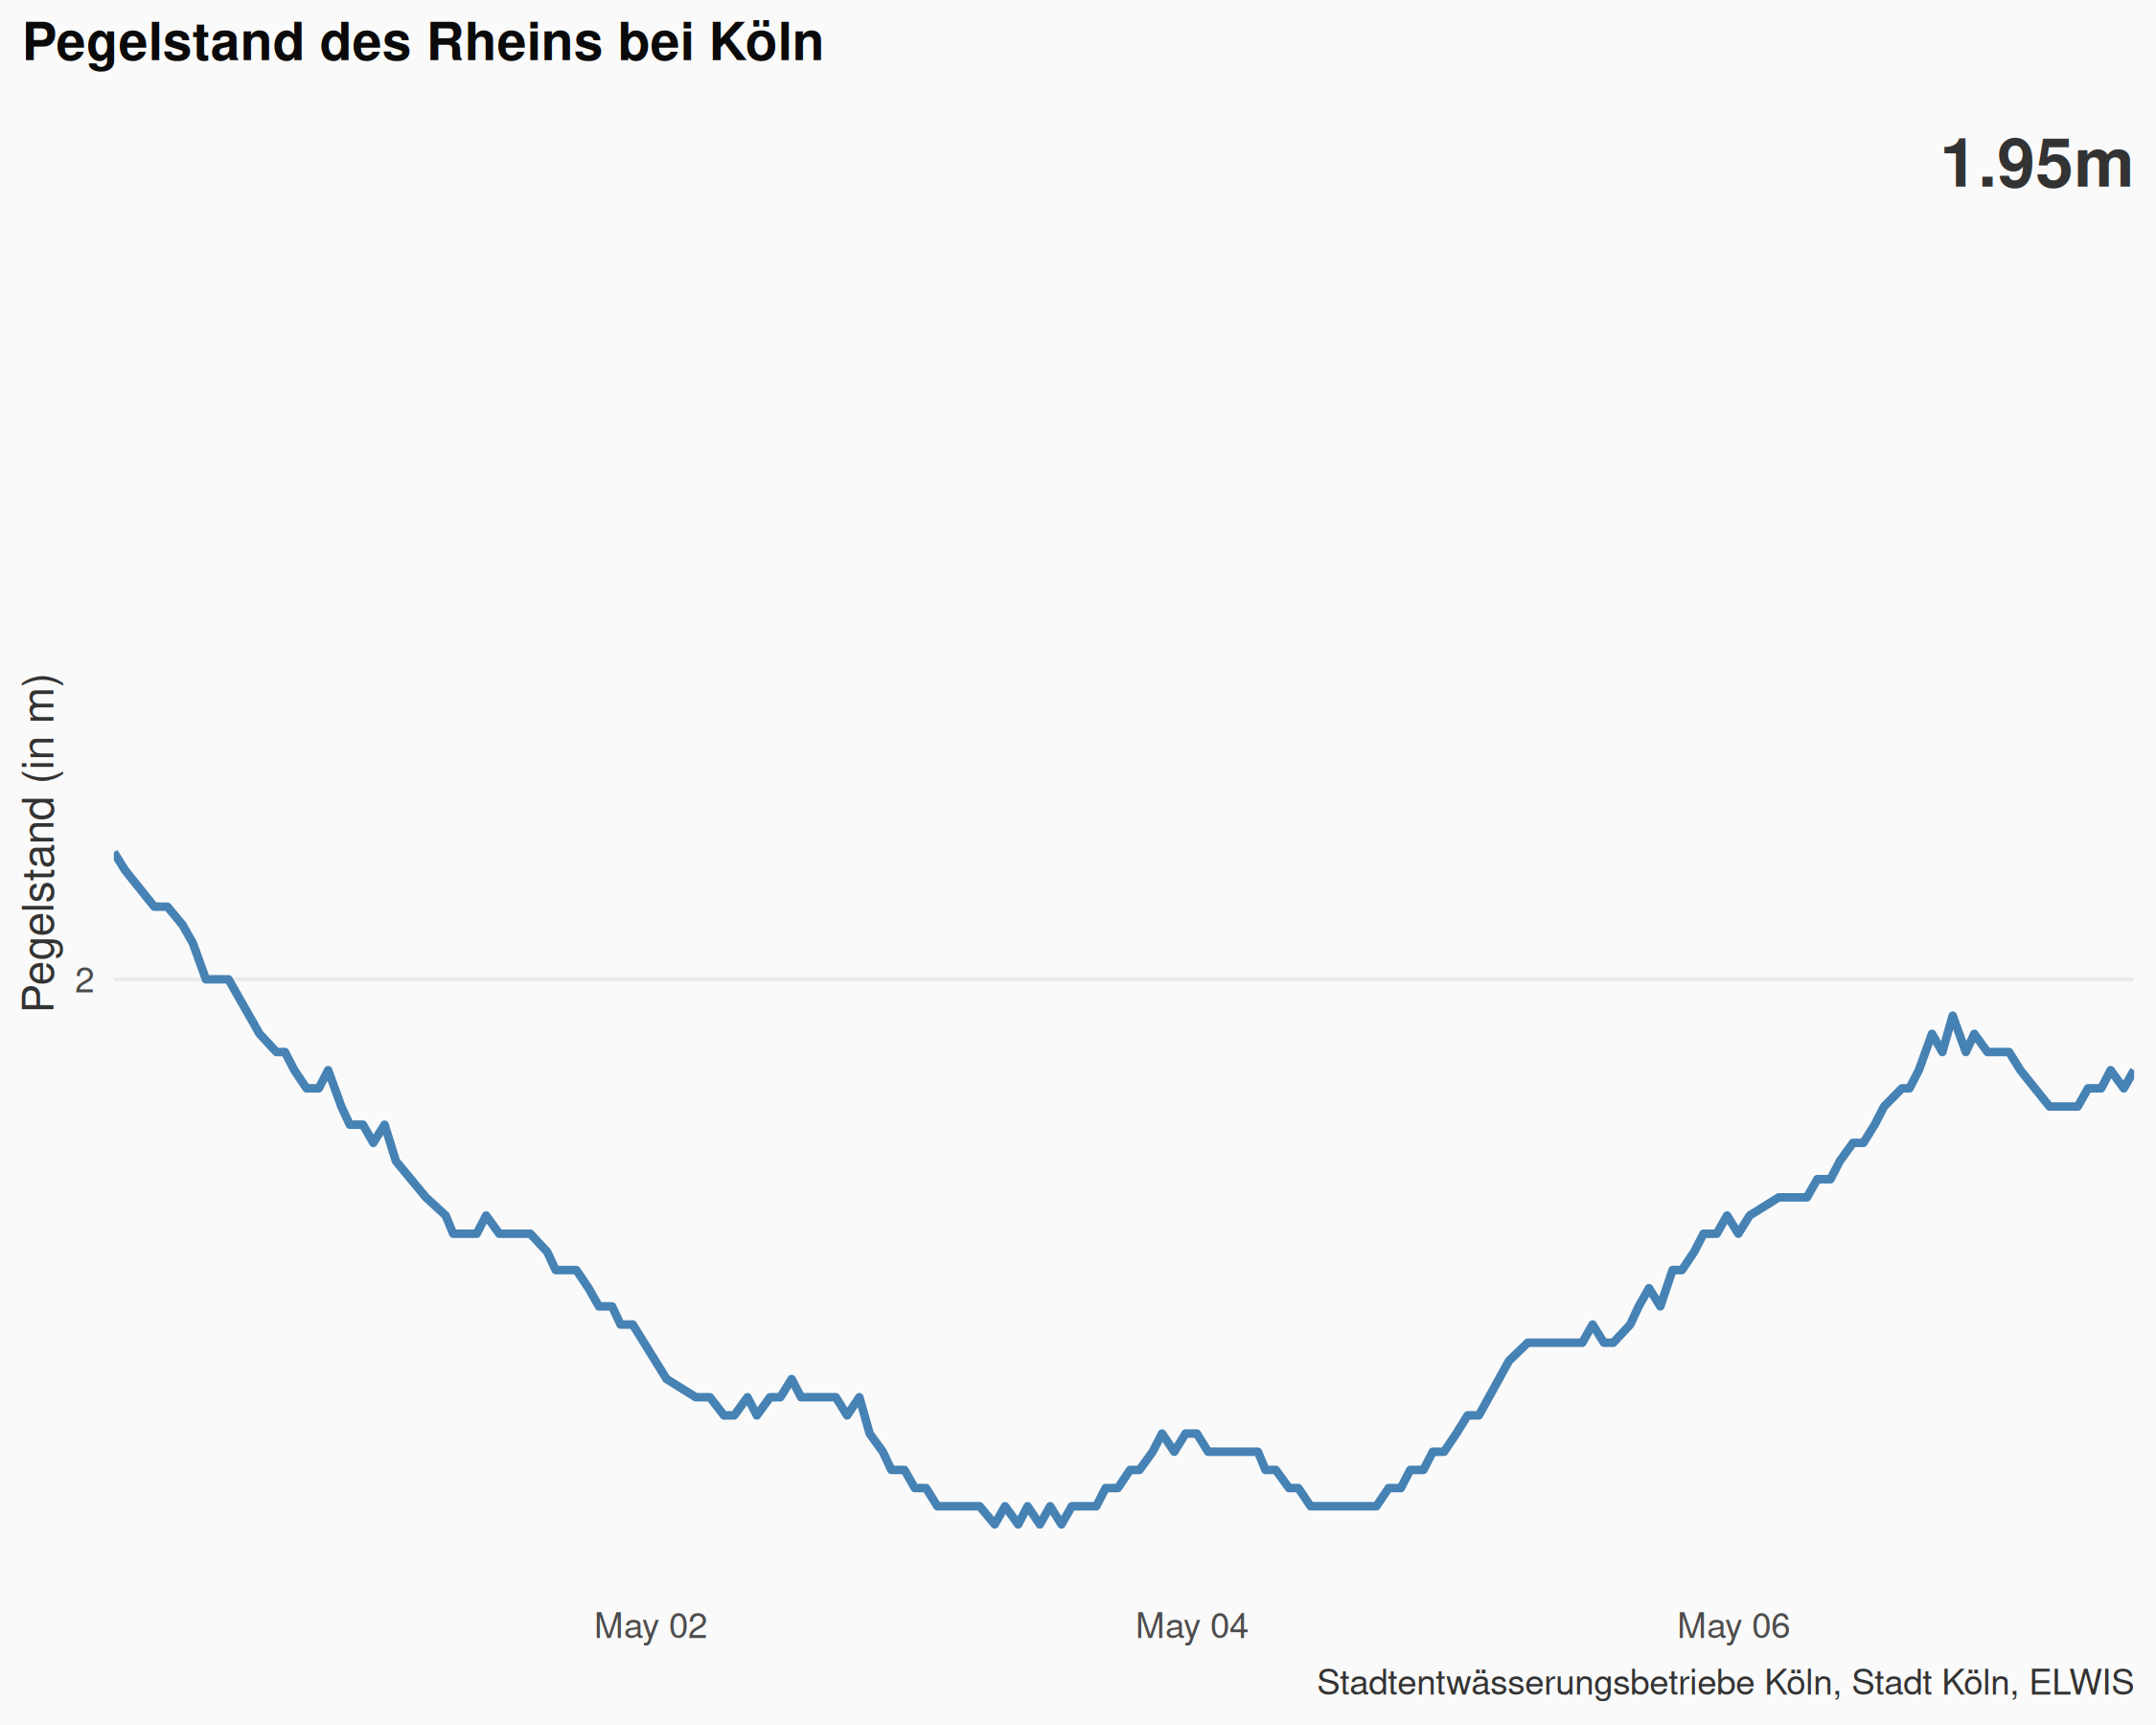 Pegelstand des Rheins bei Köln
1.95m
Pegelstand (in m)
2
May 02
May 04
May 06
Stadtentwässerungsbetriebe Köln, Stadt Köln, ELWIS